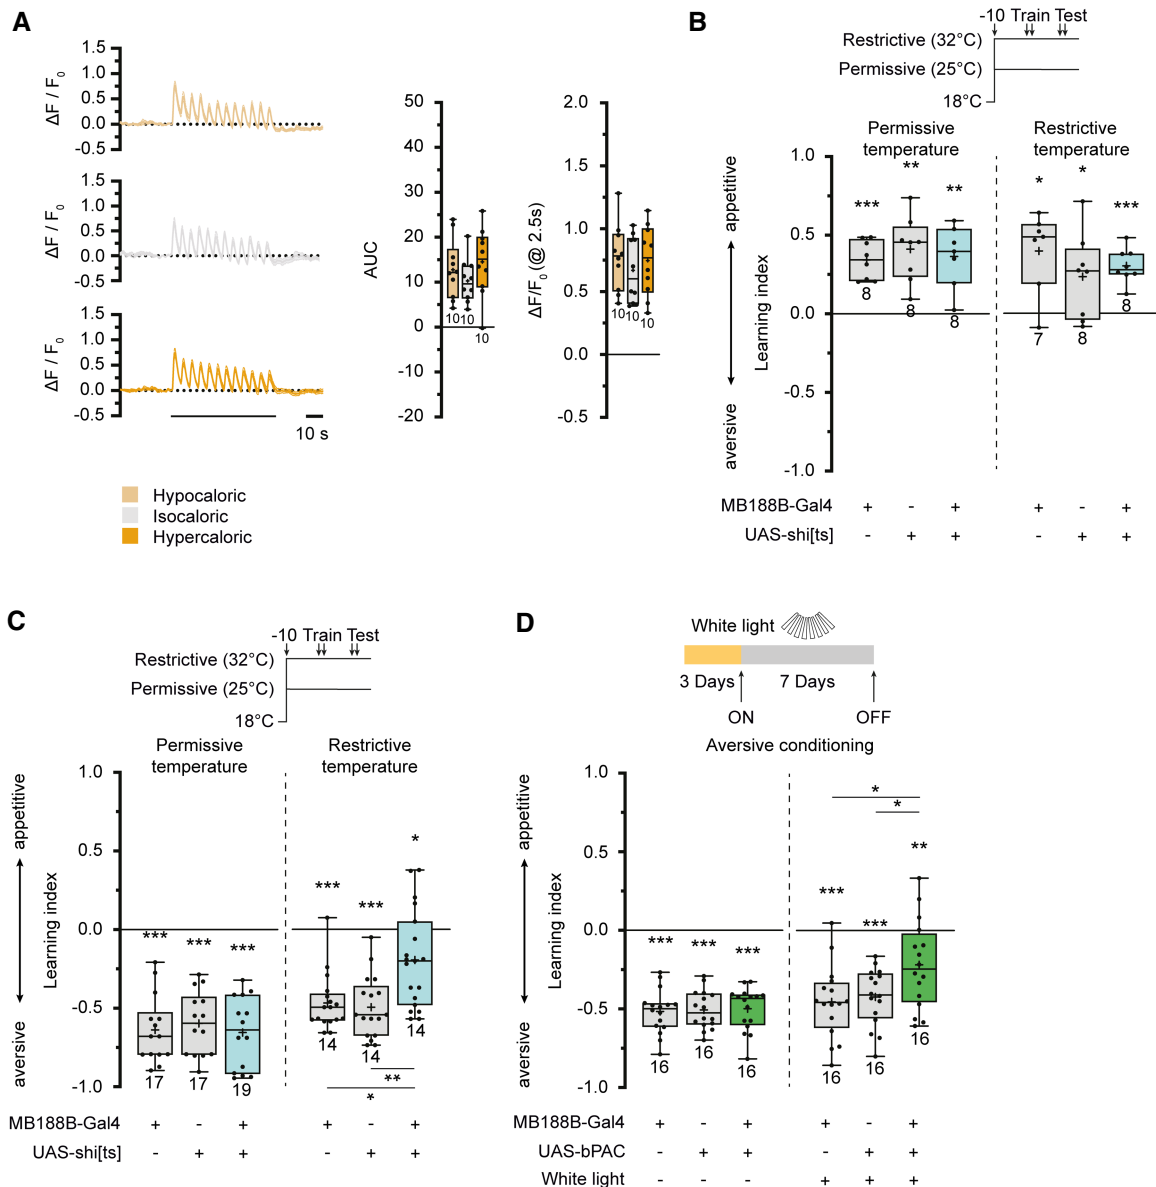 A
1.5
1.0
0.5
0.0
-0.5
ΔF / F0
1.5
1.0
0.5
0.0
-0.5
ΔF / F0
1.5
1.0
0.5
0.0
-0.5
ΔF / F0
10 s
50
40
30
20
10
0
-10
-20
AUC
10 10 10
2.0
1.5
1.0
0.5
0.0
-0.5
ΔF/F0 (@ 2.5s)
10 10 10
Hypocaloric
Isocaloric
Hypercaloric
B
-10 Train Test
Restrictive (32°C)
Permissive (25°C)
18°C
Permissive temperature
Restrictive temperature
appetitive
aversive
Learning index
1.0
0.5
0.0
-0.5
-1.0
*** ** ** * * ***
8 8 8 7 8 8
MB188B-Gal4 + - + + - +
UAS-shi[ts] - + + - + +
C
-10 Train Test
Restrictive (32°C)
Permissive (25°C)
18°C
Permissive temperature
Restrictive temperature
appetitive
aversive
Learning index
1.0
0.5
0.0
-0.5
-1.0
*** *** *** *** *** *
17 17 19 14 14 14
**
*
MB188B-Gal4 + - + + - +
UAS-shi[ts] - + + - + +
D
White light
3 Days 7 Days
ON OFF
Aversive conditioning
appetitive
aversive
Learning index
1.0
0.5
0.0
-0.5
-1.0
*
*
*** *** *** *** *** **
16 16 16 16 16 16
MB188B-Gal4 + - + + - +
UAS-bPAC - + + - + +
White light - - - + + +